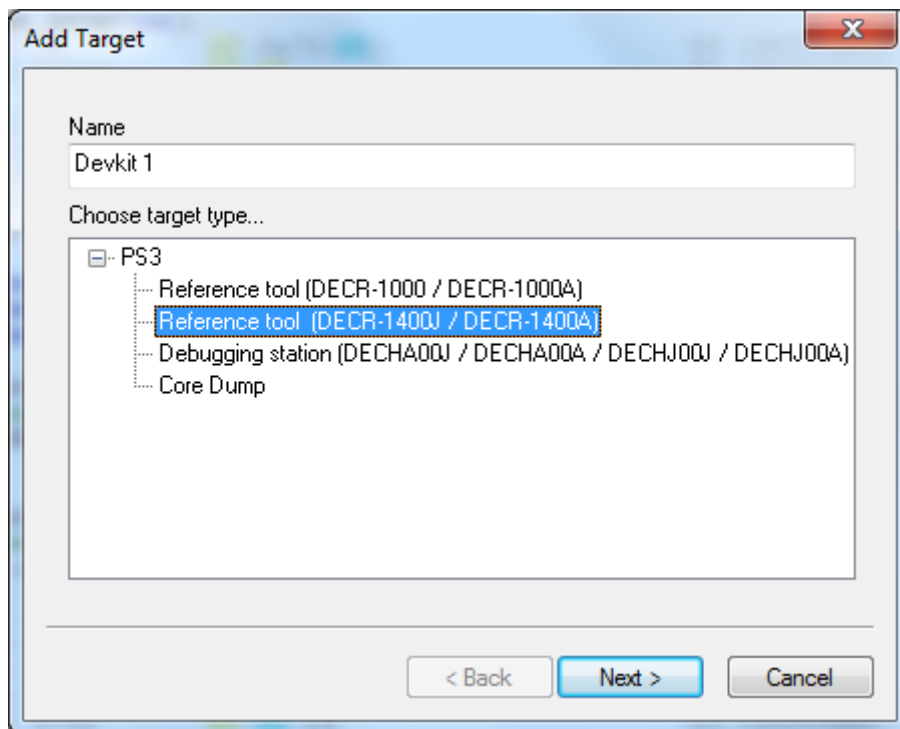 Add Target
Name
Devkit 1
Choose target type...
PS3
Reference tool (DECR-1000 / DECR-1000A)
Reference tool (DECR-1400J / DECR-1400A)
Debugging station (DECHA00J / DECHA00A / DECHJ00J / DECHJ00A)
Core Dump
< Back Next > Cancel